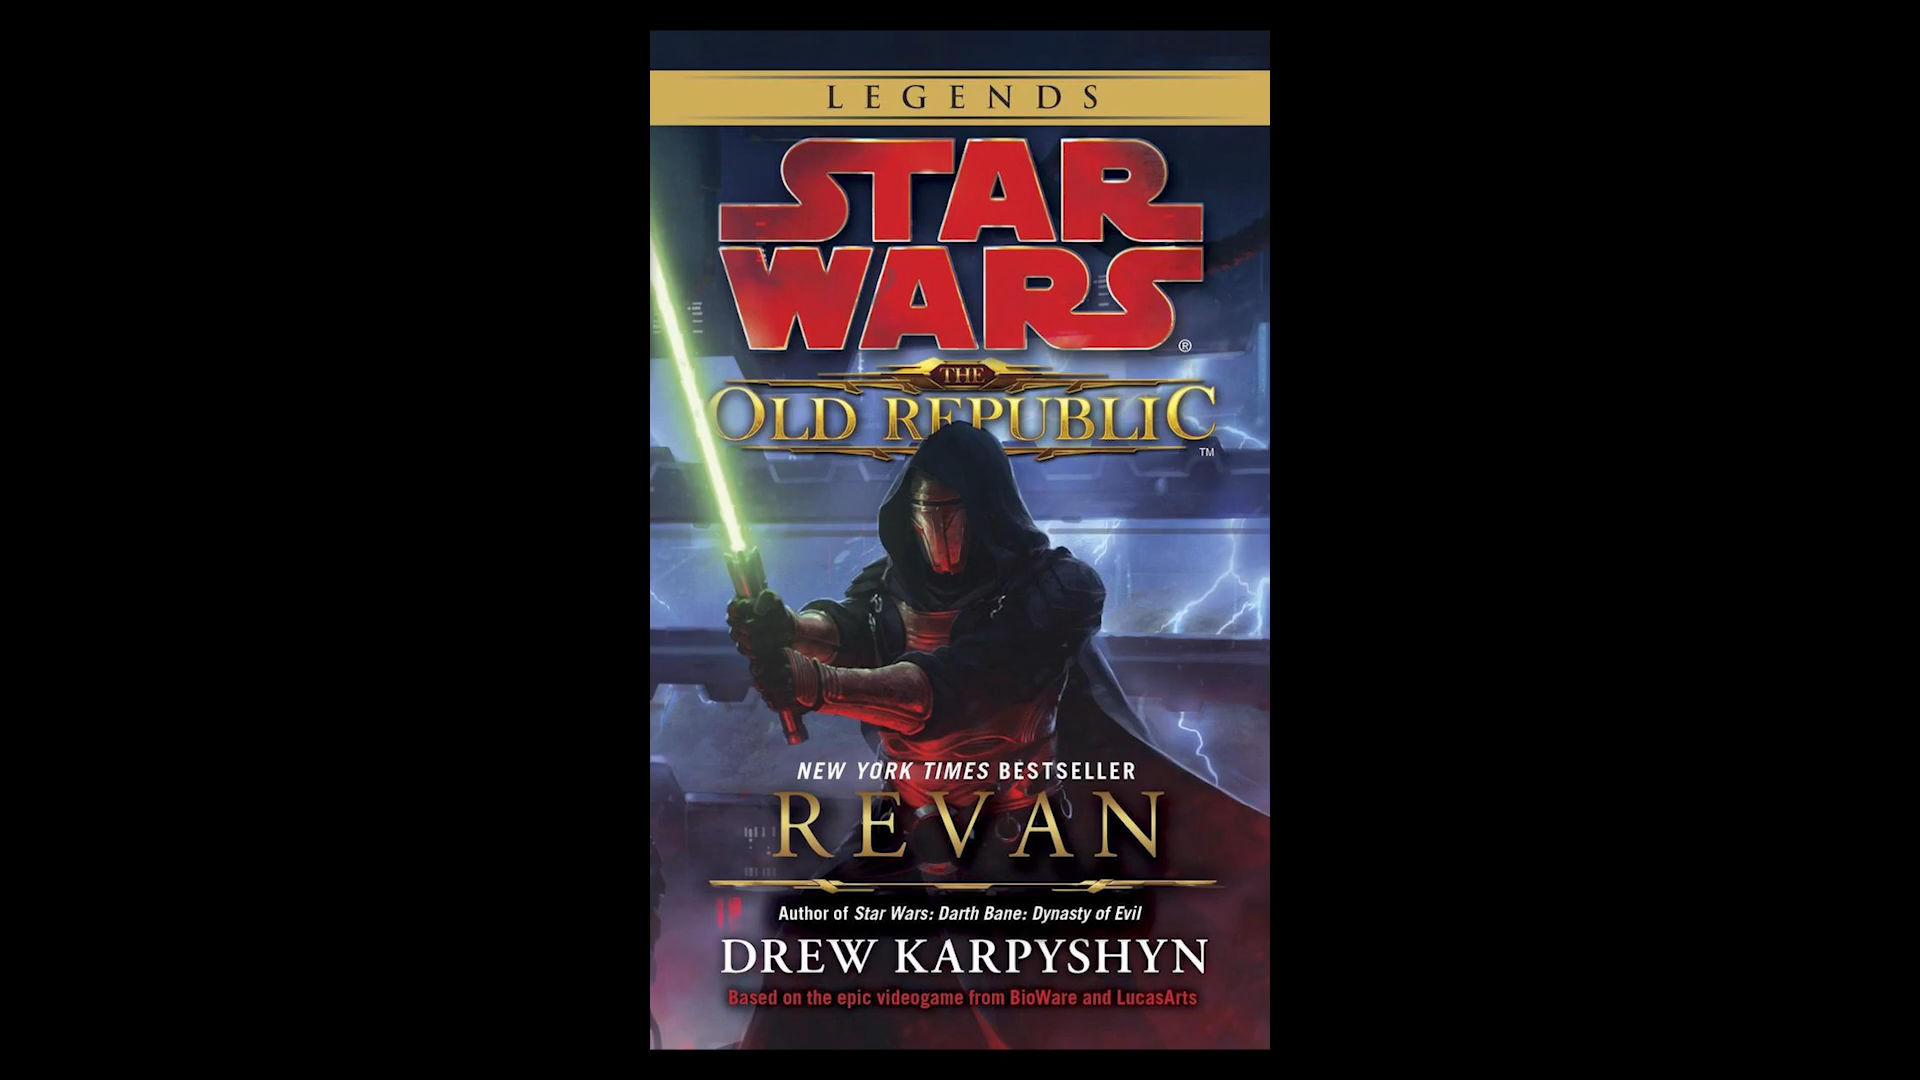 LEGENDS
STAR
WARS®
THE
OLD REPUBLIC™
NEW YORK TIMES BESTSELLER
REVAN
Author of Star Wars: Darth Bane: Dynasty of Evil
DREW KARPYSHYN
Based on the epic videogame from BioWare and LucasArts